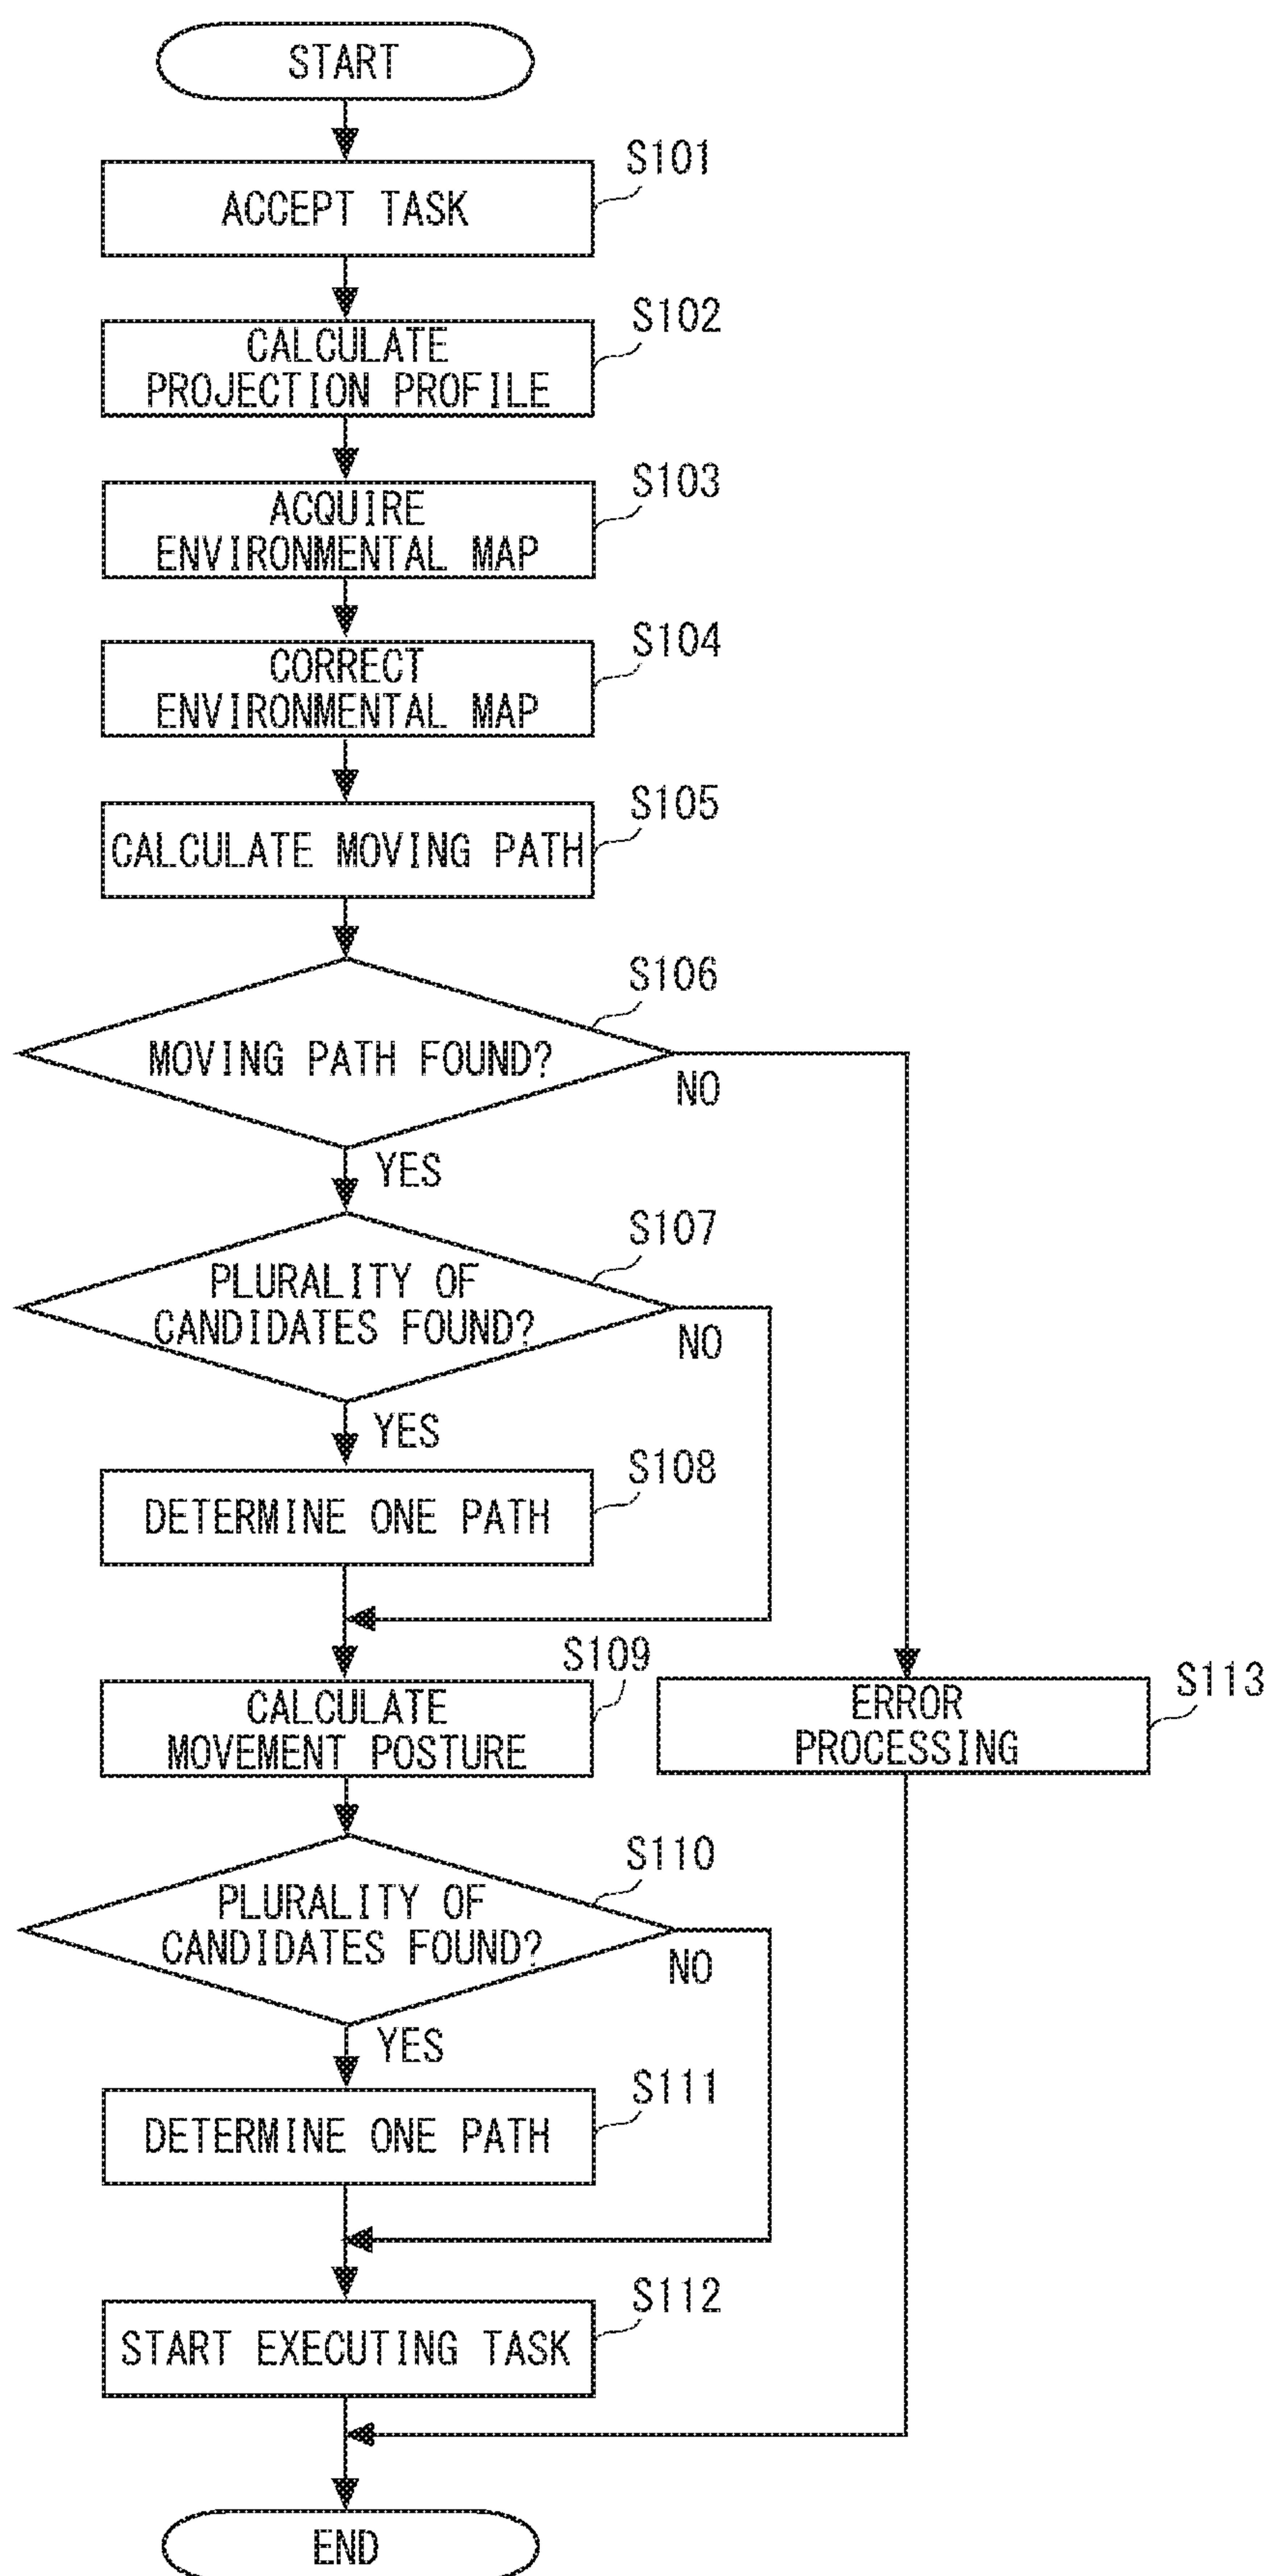 START
S101
ACCEPT TASK
S102
CALCULATE
PROJECTION PROFILE
S103
ACQUIRE
ENVIRONMENTAL MAP
S104
CORRECT
ENVIRONMENTAL MAP
S105
CALCULATE MOVING PATH
S106
MOVING PATH FOUND?
NO
YES
S107
PLURALITY OF
CANDIDATES FOUND?
NO
YES
S108
DETERMINE ONE PATH
S109
CALCULATE
MOVEMENT POSTURE
S113
ERROR
PROCESSING
S110
PLURALITY OF
CANDIDATES FOUND?
NO
YES
S111
DETERMINE ONE PATH
S112
START EXECUTING TASK
END